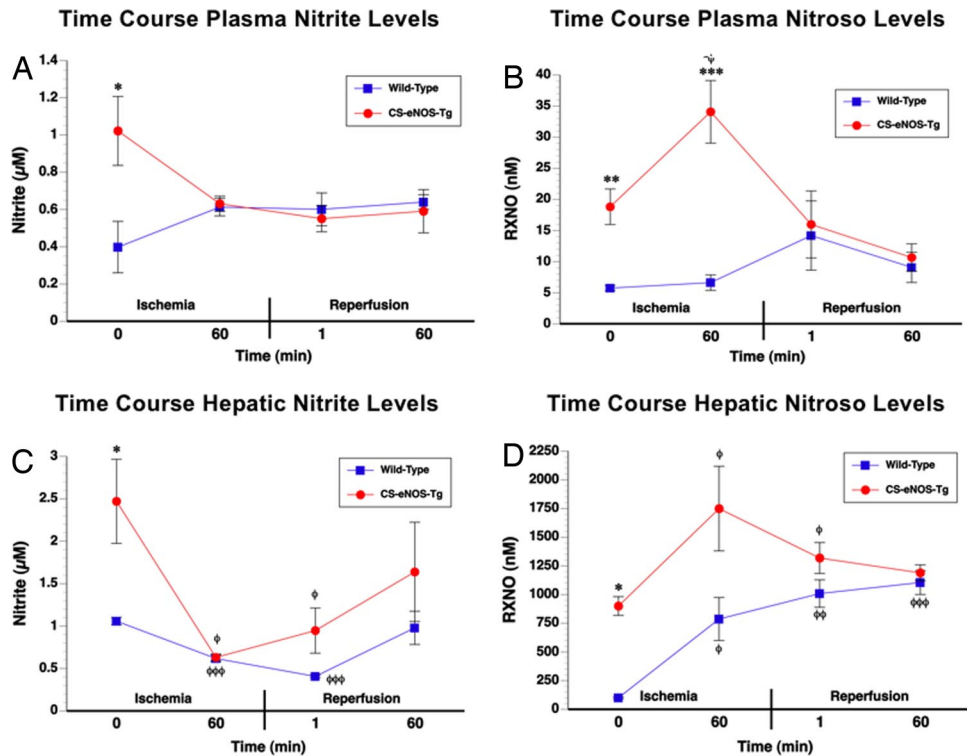 Time Course Plasma Nitrite Levels
A
1.4
1.2
1
0.8
0.6
0.4
0.2
0
Nitrite (µM)
*
Wild-Type
CS-eNOS-Tg
Ischemia
Reperfusion
0 60 1 60
Time (min)
Time Course Plasma Nitroso Levels
B
40
35
30
25
20
15
10
5
0
RXNO (nM)
**
***
Wild-Type
CS-eNOS-Tg
Ischemia
Reperfusion
0 60 1 60
Time (min)
Time Course Hepatic Nitrite Levels
C
3
2.5
2
1.5
1
0.5
0
Nitrite (µM)
*
ϕ
ϕϕϕ
ϕ
ϕϕϕ
Wild-Type
CS-eNOS-Tg
Ischemia
Reperfusion
0 60 1 60
Time (min)
Time Course Hepatic Nitroso Levels
D
2250
2000
1750
1500
1250
1000
750
500
250
0
RXNO (nM)
*
ϕ
ϕ
ϕ
ϕϕ
ϕϕϕ
Wild-Type
CS-eNOS-Tg
Ischemia
Reperfusion
0 60 1 60
Time (min)